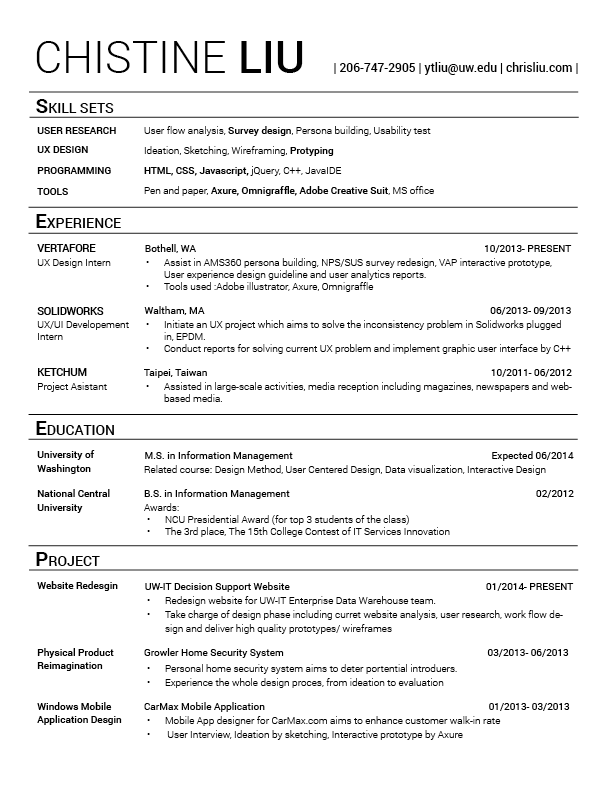 CHISTINE LIU | 206-747-2905 | ytliu@uw.edu | chrisliu.com |
SKILL SETS
USER RESEARCH User flow analysis, Survey design, Persona building, Usability test
UX DESIGN Ideation, Sketching, Wireframing, Protyping
PROGRAMMING HTML, CSS, Javascript, jQuery, C++, JavaIDE
TOOLS Pen and paper, Axure, Omnigraffle, Adobe Creative Suit, MS office
EXPERIENCE
VERTAFORE Bothell, WA 10/2013- PRESENT
UX Design Intern • Assist in AMS360 persona building, NPS/SUS survey redesign, VAP interactive prototype,
User experience design guideline and user analytics reports.
• Tools used :Adobe illustrator, Axure, Omnigraffle
SOLIDWORKS Waltham, MA 06/2013- 09/2013
UX/UI Developement • Initiate an UX project which aims to solve the inconsistency problem in Solidworks plugged
Intern in, EPDM.
• Conduct reports for solving current UX problem and implement graphic user interface by C++
KETCHUM Taipei, Taiwan 10/2011- 06/2012
Project Asistant • Assisted in large-scale activities, media reception including magazines, newspapers and web-
based media.
EDUCATION
University of M.S. in Information Management Expected 06/2014
Washington Related course: Design Method, User Centered Design, Data visualization, Interactive Design
National Central B.S. in Information Management 02/2012
University Awards:
• NCU Presidential Award (for top 3 students of the class)
• The 3rd place, The 15th College Contest of IT Services Innovation
PROJECT
Website Redesgin UW-IT Decision Support Website 01/2014- PRESENT
• Redesign website for UW-IT Enterprise Data Warehouse team.
• Take charge of design phase including curret website analysis, user research, work flow de-
sign and deliver high quality prototypes/ wireframes
Physical Product Growler Home Security System 03/2013- 06/2013
Reimagination • Personal home security system aims to deter portential introduers.
• Experience the whole design proces, from ideation to evaluation
Windows Mobile CarMax Mobile Application 01/2013- 03/2013
Application Desgin • Mobile App designer for CarMax.com aims to enhance customer walk-in rate
• User Interview, Ideation by sketching, Interactive prototype by Axure